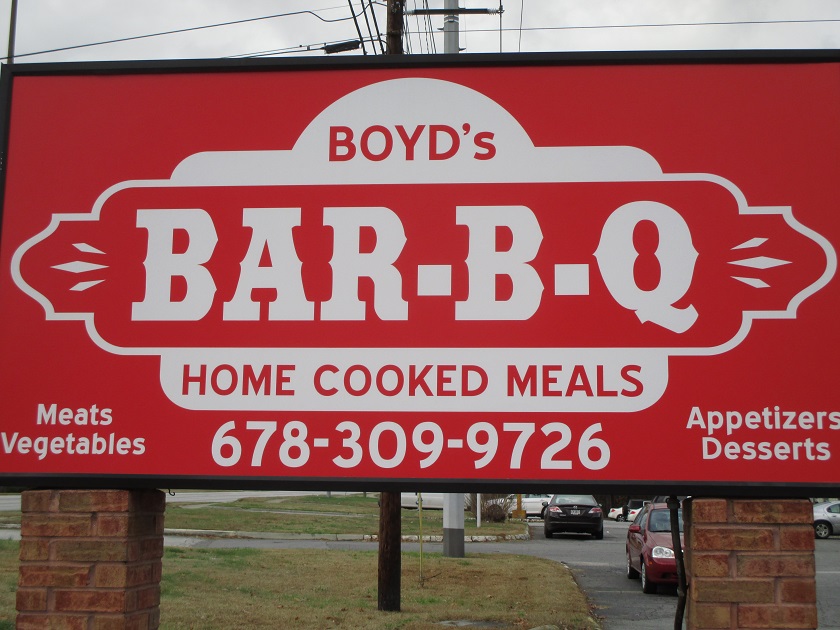 BOYD's
BAR-B-Q
HOME COOKED MEALS
Meats
Vegetables
678-309-9726
Appetizers
Desserts